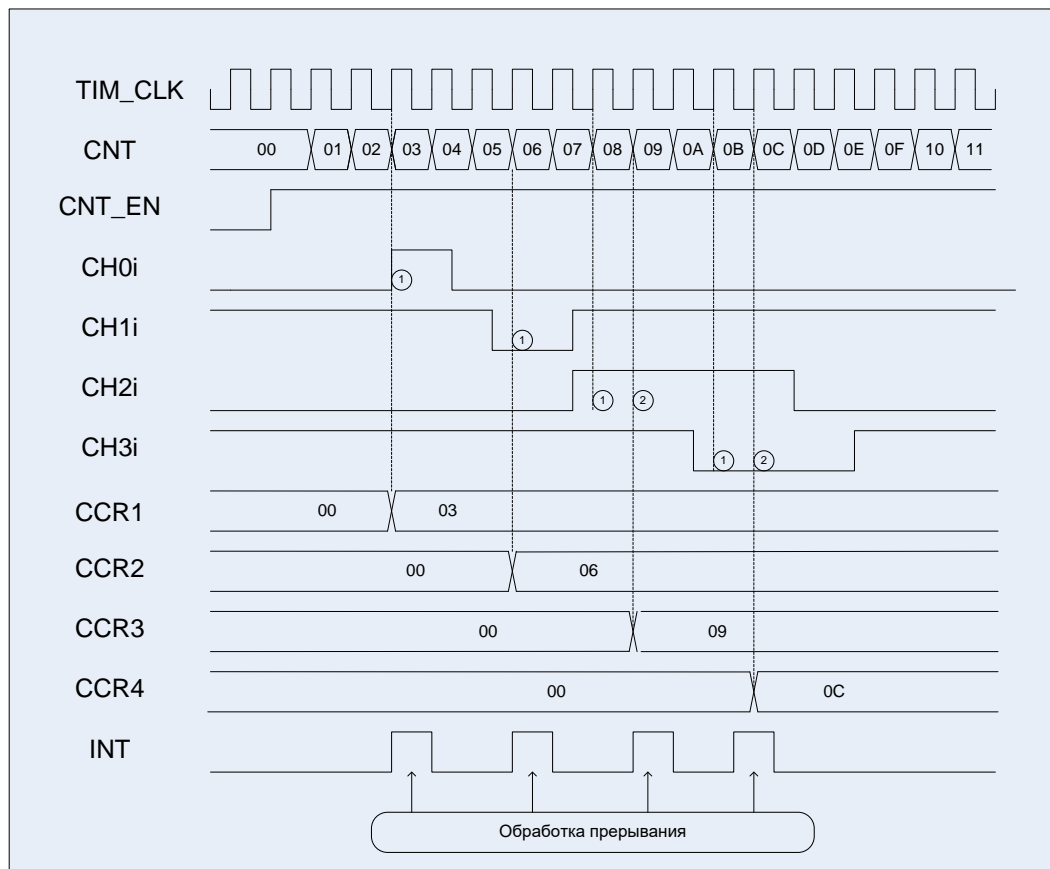 TIM_CLK
CNT 00 01 02 03 04 05 06 07 08 09 0A 0B 0C 0D 0E 0F 10 11
CNT_EN
CH0i 1
CH1i 1
CH2i 1 2
CH3i 1 2
CCR1 00 03
CCR2 00 06
CCR3 00 09
CCR4 00 0C
INT
Обработка прерывания